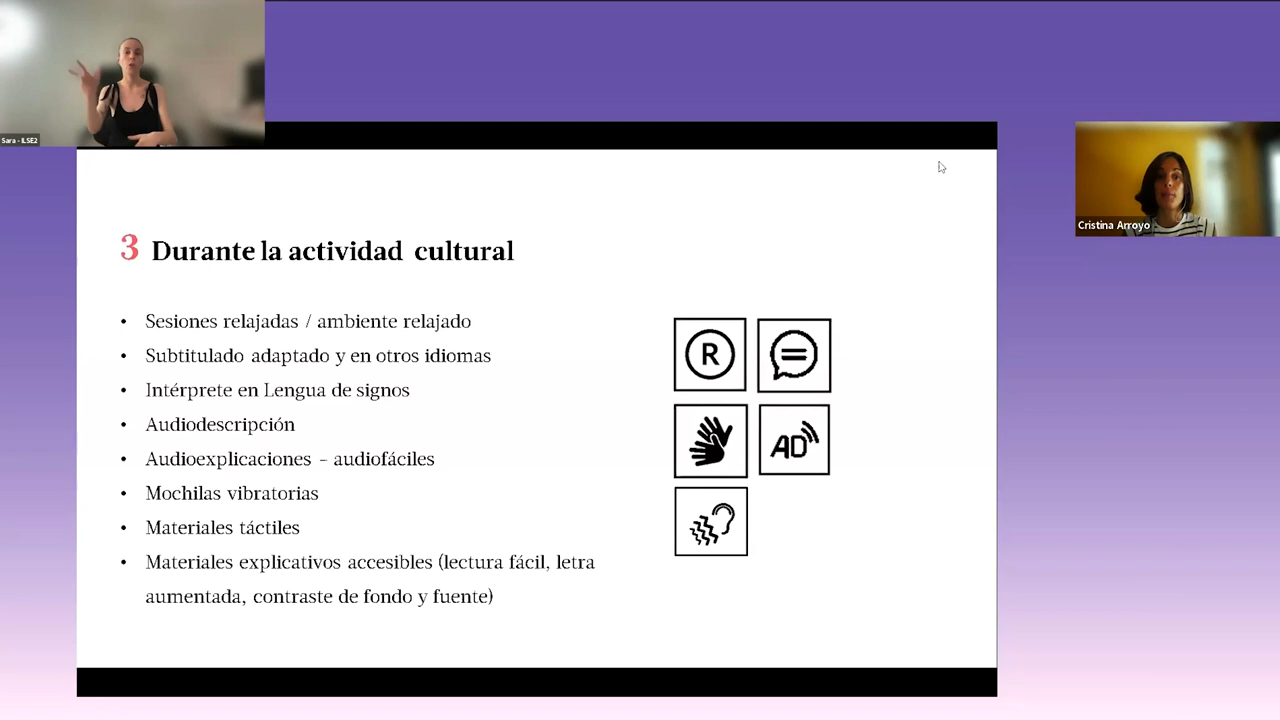 Sara - ILSE2
Cristina Arroyo
3 Durante la actividad cultural
• Sesiones relajadas / ambiente relajado
• Subtitulado adaptado y en otros idiomas
• Intérprete en Lengua de signos
• Audiodescripción
• Audioexplicaciones - audiofáciles
• Mochilas vibratorias
• Materiales táctiles
• Materiales explicativos accesibles (lectura fácil, letra
aumentada, contraste de fondo y fuente)
R
AD